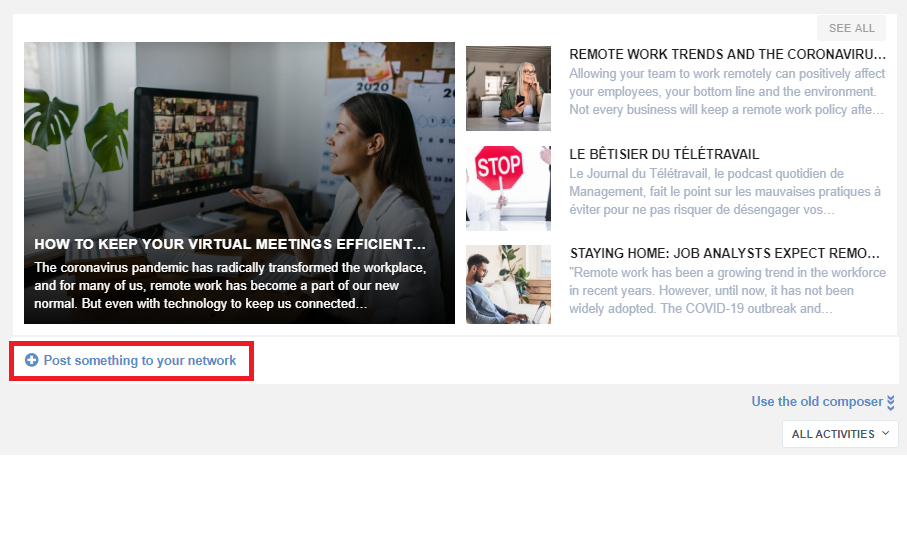 SEE ALL
2020
HOW TO KEEP YOUR VIRTUAL MEETINGS EFFICIENT...
The coronavirus pandemic has radically transformed the workplace,
and for many of us, remote work has become a part of our new
normal. But even with technology to keep us connected...
REMOTE WORK TRENDS AND THE CORONAVIRU...
Allowing your team to work remotely can positively affect
your employees, your bottom line and the environment.
Not every business will keep a remote work policy afte...
STOP
LE BÊTISIER DU TÉLÉTRAVAIL
Le Journal du Télétravail, le podcast quotidien de
Management, fait le point sur les mauvaises pratiques à
éviter pour ne pas risquer de désengager vos...
STAYING HOME: JOB ANALYSTS EXPECT REMO...
"Remote work has been a growing trend in the workforce
in recent years. However, until now, it has not been
widely adopted. The COVID-19 outbreak and...
Post something to your network
Use the old composer
ALL ACTIVITIES